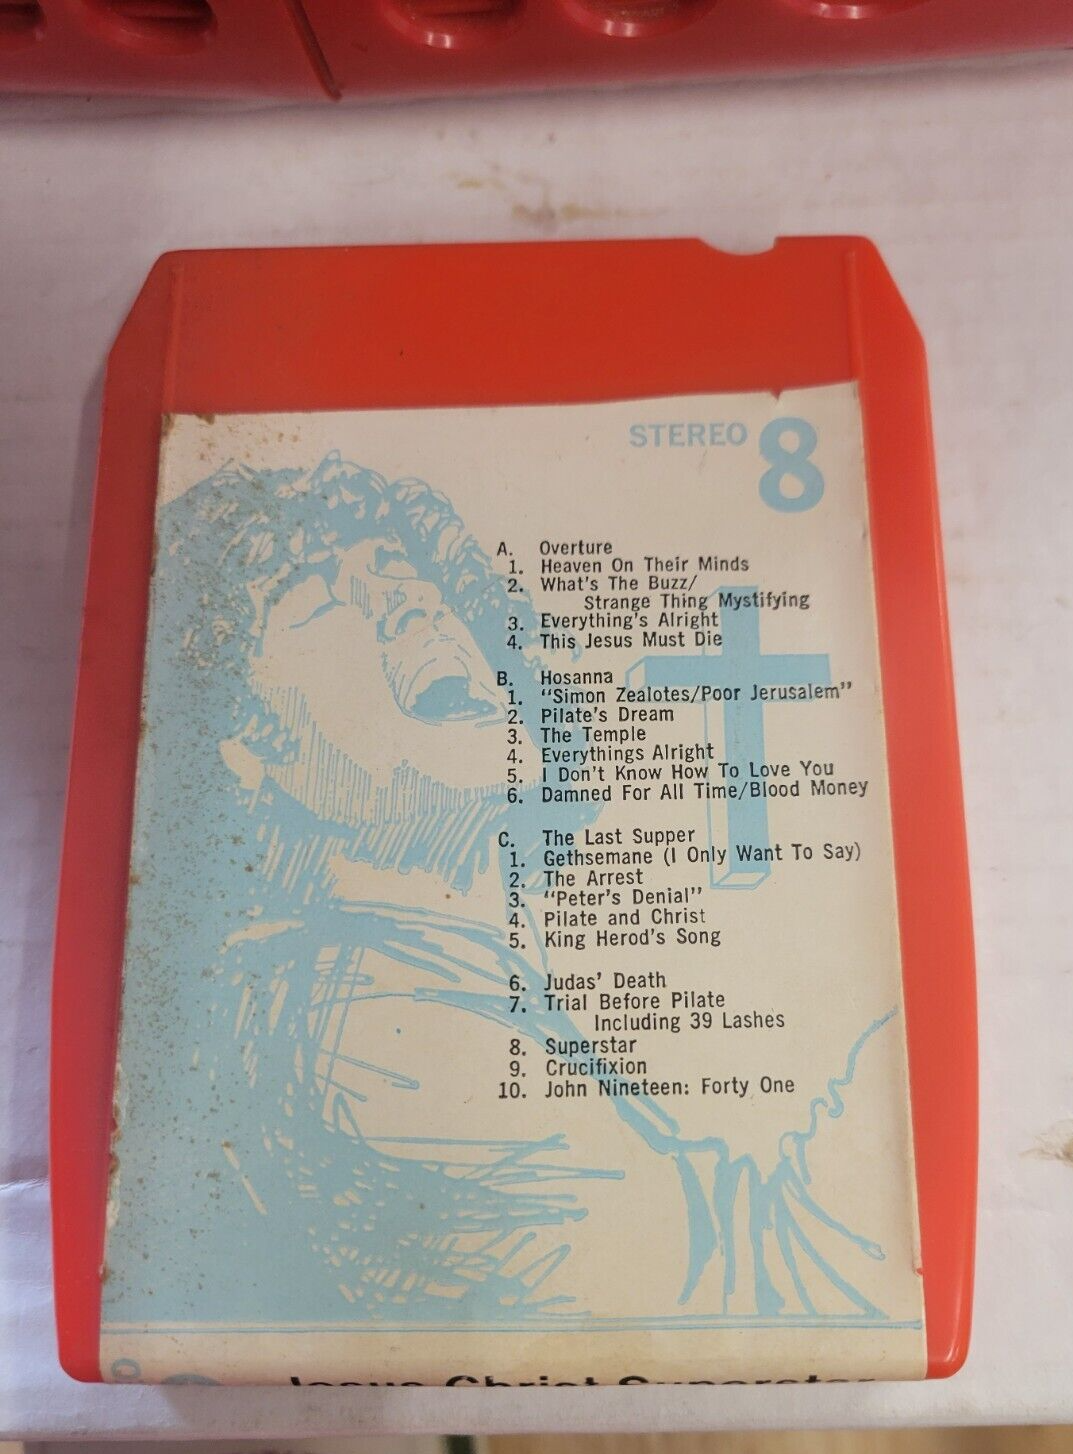 STEREO 8
A. Overture
1. Heaven On Their Minds
2. What's The Buzz/
Strange Thing Mystifying
3. Everything's Alright
4. This Jesus Must Die
B. Hosanna
1. "Simon Zealotes/Poor Jerusalem"
2. Pilate's Dream
3. The Temple
4. Everythings Alright
5. I Don't Know How To Love You
6. Damned For All Time/Blood Money
C. The Last Supper
1. Gethsemane (I Only Want To Say)
2. The Arrest
3. "Peter's Denial"
4. Pilate and Christ
5. King Herod's Song
6. Judas' Death
7. Trial Before Pilate
Including 39 Lashes
8. Superstar
9. Crucifixion
10. John Nineteen: Forty One
Jesus Christ Superstar